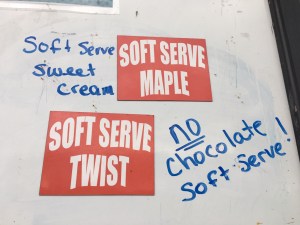 Soft Serve
Sweet
Cream
SOFT SERVE
MAPLE
SOFT SERVE
TWIST
NO
Chocolate
Soft Serve!